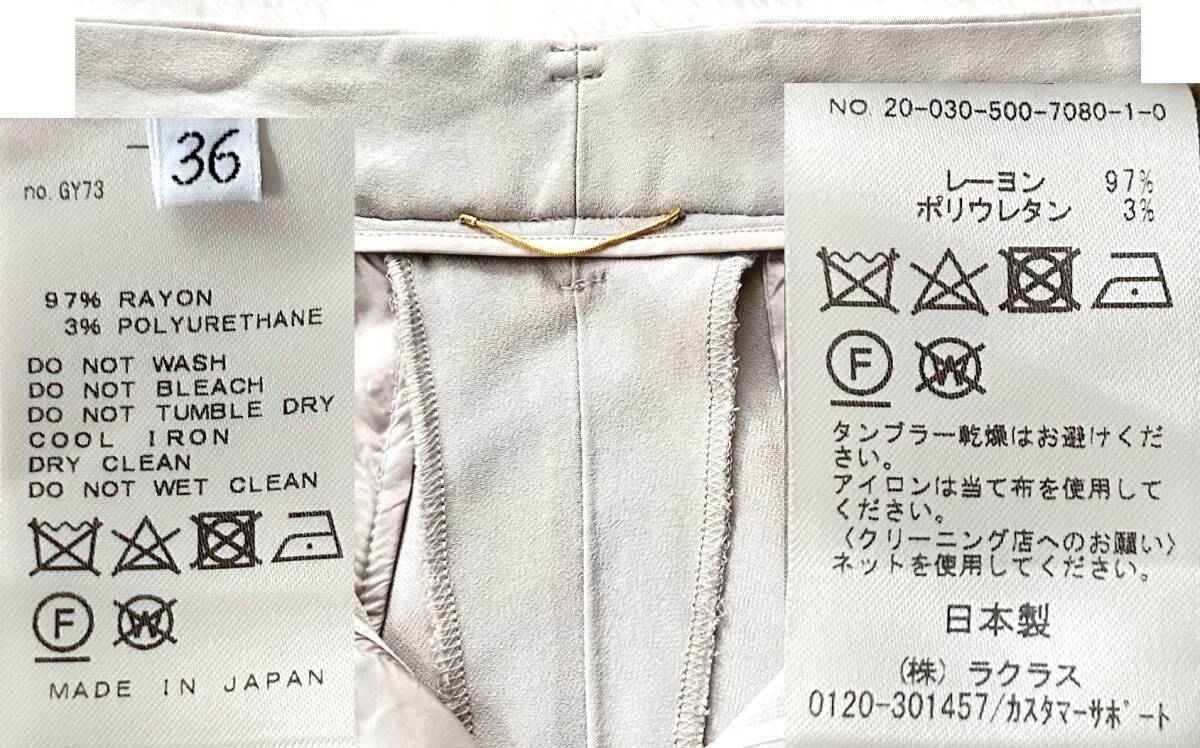 36
no. GY73
97% RAYON
3% POLYURETHANE
DO NOT WASH
DO NOT BLEACH
DO NOT TUMBLE DRY
COOL IRON
DRY CLEAN
DO NOT WET CLEAN
F W
MADE IN JAPAN
NO. 20-030-500-7080-1-0
レーヨン 97%
ポリウレタン 3%
F W
タンブラー乾燥はお避けくだ
さい。
アイロンは当て布を使用して
ください。
〈クリーニング店へのお願い〉
ネットを使用してください。
日本製
(株) ラクラス
0120-301457/カスタマーサポート